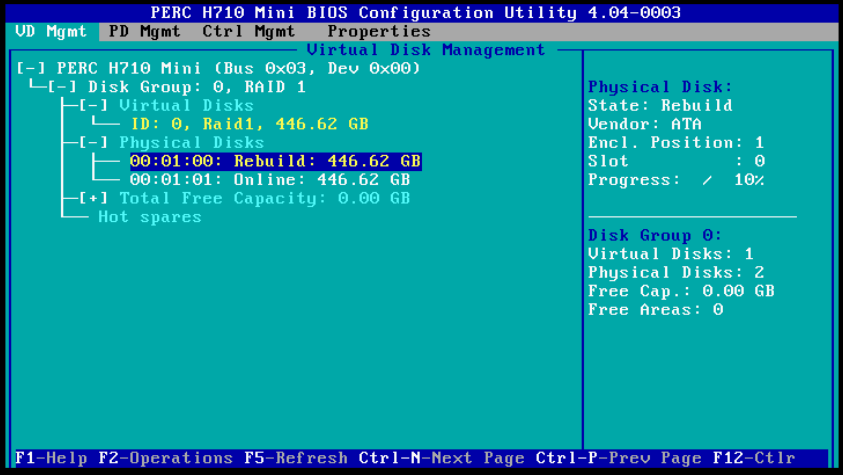 PERC H710 Mini BIOS Configuration Utility 4.04-0003
VD Mgmt PD Mgmt Ctrl Mgmt Properties
Virtual Disk Management
[-] PERC H710 Mini (Bus 0x03, Dev 0x00)
[-] Disk Group: 0, RAID 1
[-] Virtual Disks
ID: 0, Raid1, 446.62 GB
[-] Physical Disks
00:01:00: Rebuild: 446.62 GB
00:01:01: Online: 446.62 GB
[+] Total Free Capacity: 0.00 GB
Hot spares
Physical Disk:
State: Rebuild
Vendor: ATA
Encl. Position: 1
Slot : 0
Progress: / 10%
Disk Group 0:
Virtual Disks: 1
Physical Disks: 2
Free Cap.: 0.00 GB
Free Areas: 0
F1-Help F2-Operations F5-Refresh Ctrl-N-Next Page Ctrl-P-Prev Page F12-Ctlr